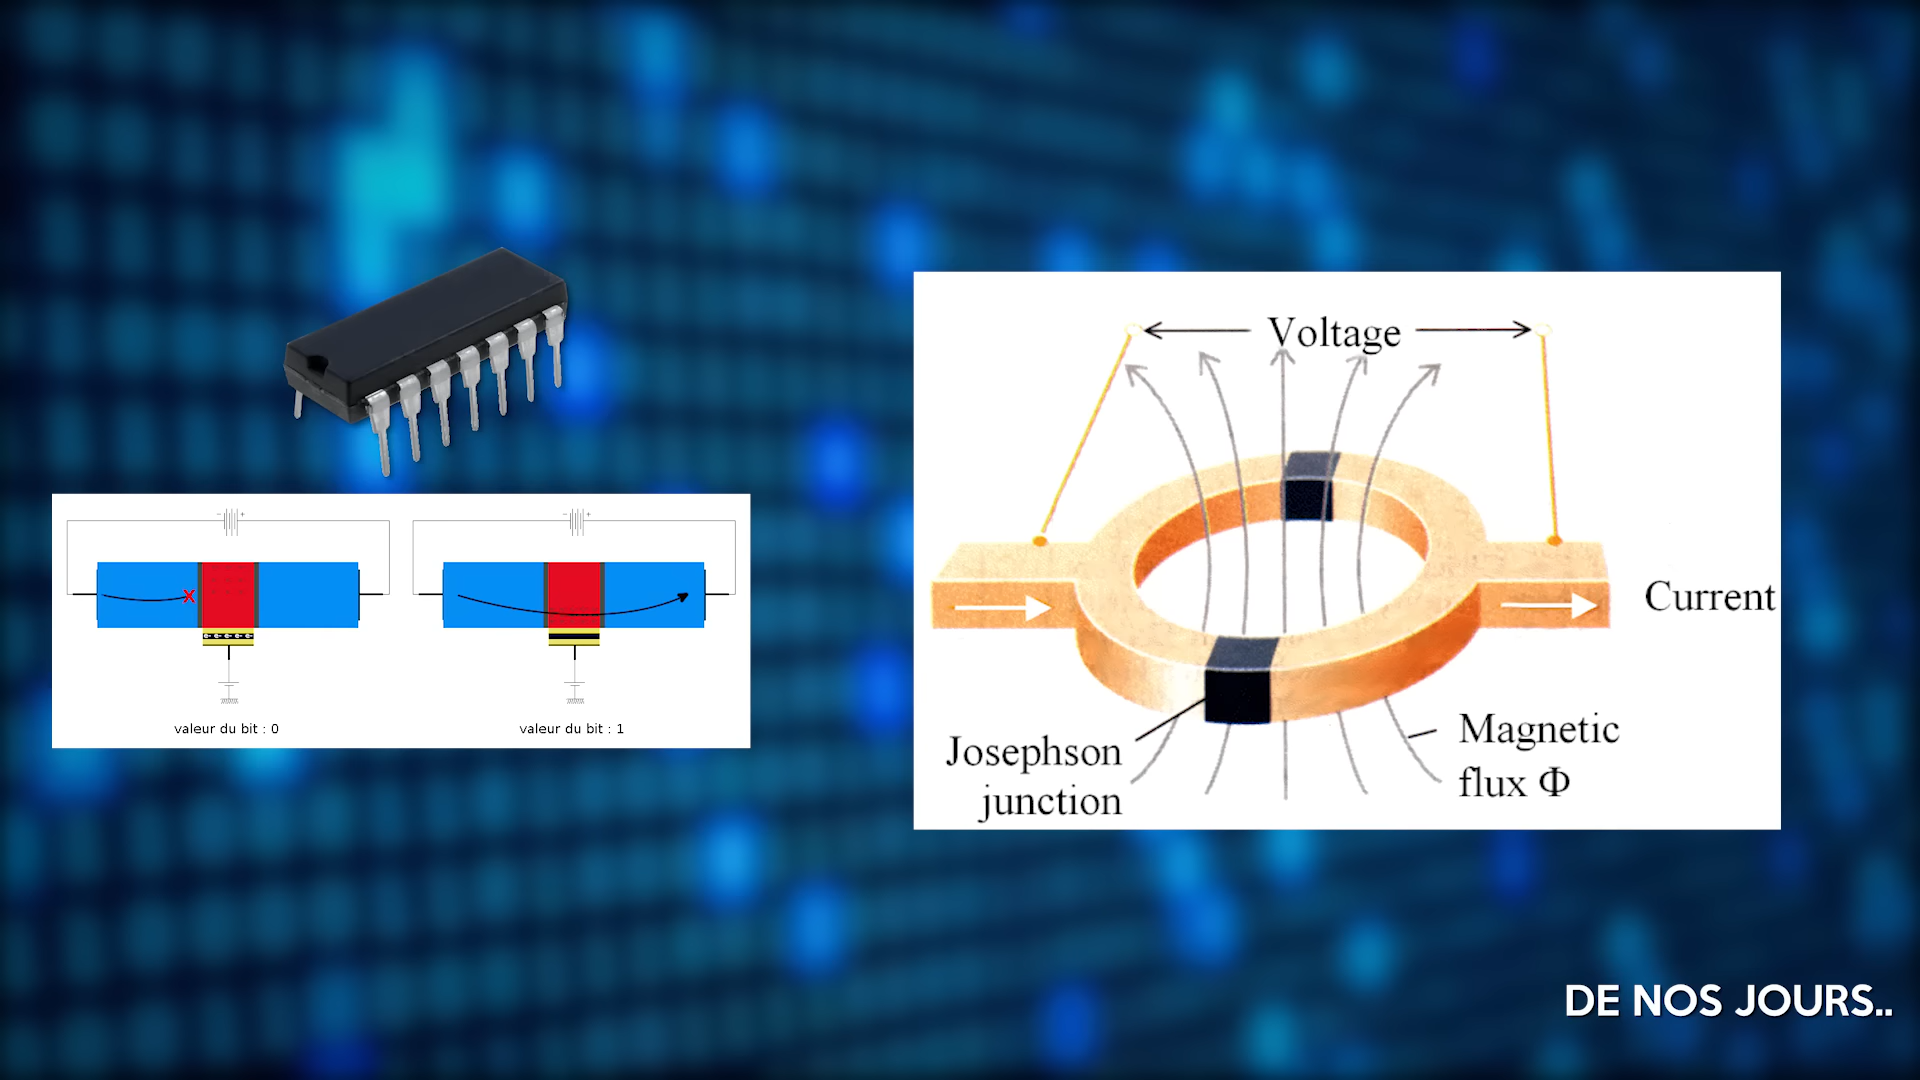 valeur du bit : 0
valeur du bit : 1
Voltage
Current
Josephson
junction
Magnetic
flux Φ
DE NOS JOURS..